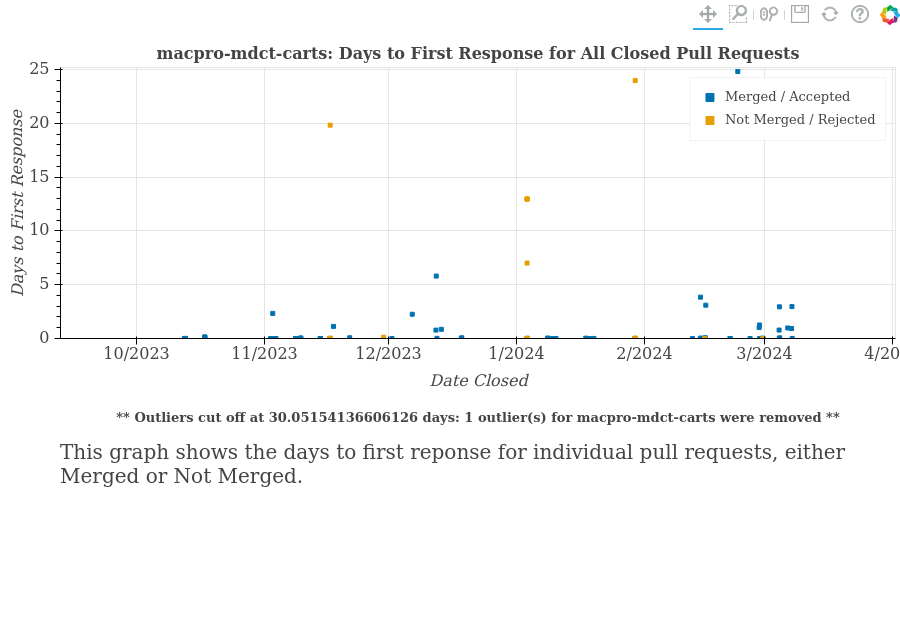 macpro-mdct-carts: Days to First Response for All Closed Pull Requests
25
20
15
10
5
0
Days to First Response
Merged / Accepted
Not Merged / Rejected
10/2023 11/2023 12/2023 1/2024 2/2024 3/2024 4/20
Date Closed
** Outliers cut off at 30.05154136606126 days: 1 outlier(s) for macpro-mdct-carts were removed **
This graph shows the days to first reponse for individual pull requests, either
Merged or Not Merged.